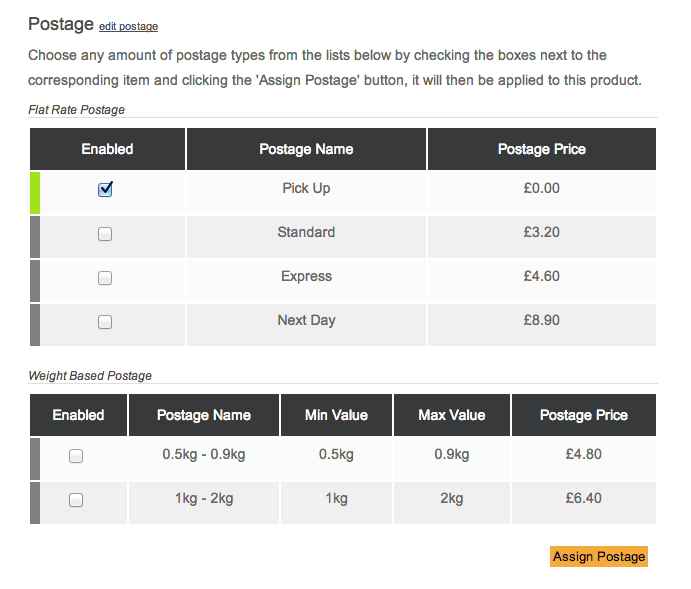 Postage edit postage
Choose any amount of postage types from the lists below by checking the boxes next to the
corresponding item and clicking the 'Assign Postage' button, it will then be applied to this product.
Flat Rate Postage
Enabled Postage Name Postage Price
Pick Up £0.00
Standard £3.20
Express £4.60
Next Day £8.90
Weight Based Postage
Enabled Postage Name Min Value Max Value Postage Price
0.5kg - 0.9kg 0.5kg 0.9kg £4.80
1kg - 2kg 1kg 2kg £6.40
Assign Postage